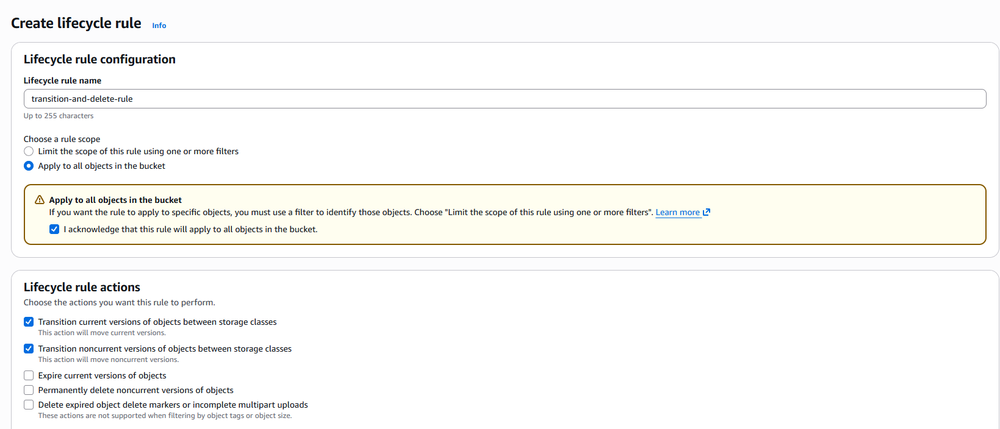 Create lifecycle rule Info
Lifecycle rule configuration
Lifecycle rule name
transition-and-delete-rule
Up to 255 characters
Choose a rule scope
Limit the scope of this rule using one or more filters
Apply to all objects in the bucket
Apply to all objects in the bucket
If you want the rule to apply to specific objects, you must use a filter to identify those objects. Choose "Limit the scope of this rule using one or more filters". Learn more
I acknowledge that this rule will apply to all objects in the bucket.
Lifecycle rule actions
Choose the actions you want this rule to perform.
Transition current versions of objects between storage classes
This action will move current versions.
Transition noncurrent versions of objects between storage classes
This action will move noncurrent versions.
Expire current versions of objects
Permanently delete noncurrent versions of objects
Delete expired object delete markers or incomplete multipart uploads
These actions are not supported when filtering by object tags or object size.